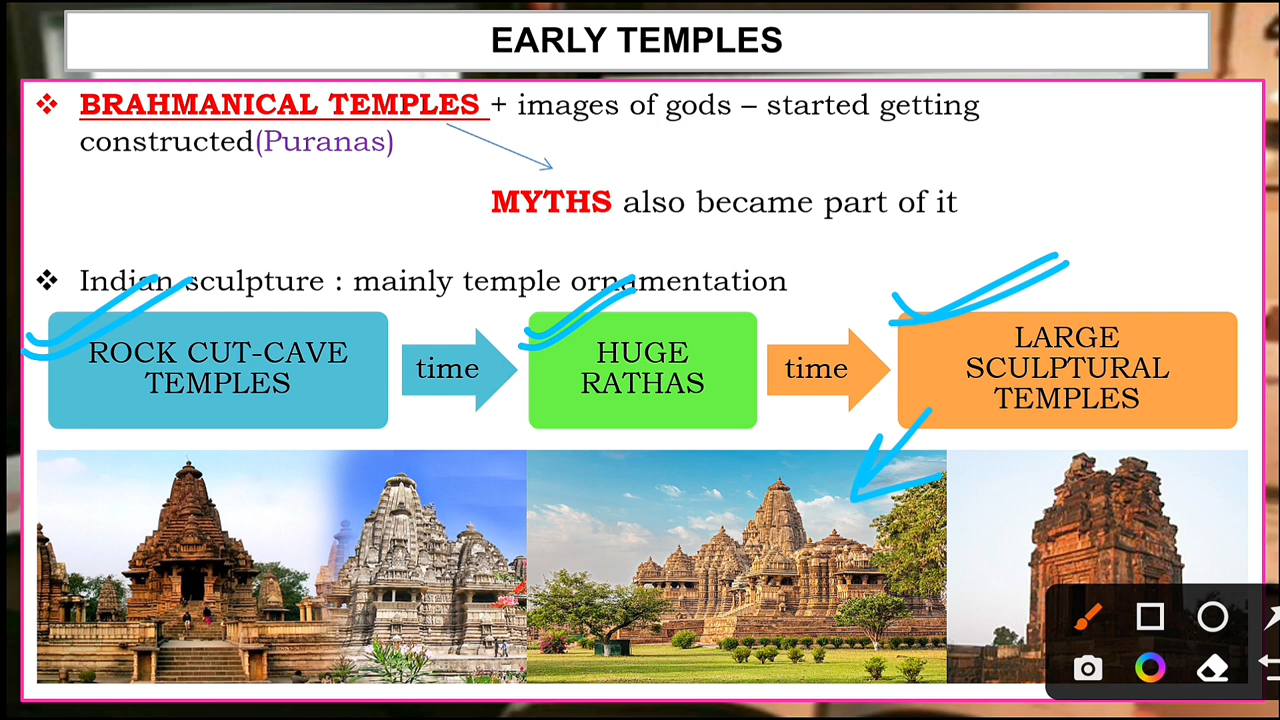 EARLY TEMPLES
❖ BRAHMANICAL TEMPLES + images of gods – started getting
constructed(Puranas)
MYTHS also became part of it
❖ Indian sculpture : mainly temple ornamentation
ROCK CUT-CAVE
TEMPLES
time
HUGE
RATHAS
time
LARGE
SCULPTURAL
TEMPLES